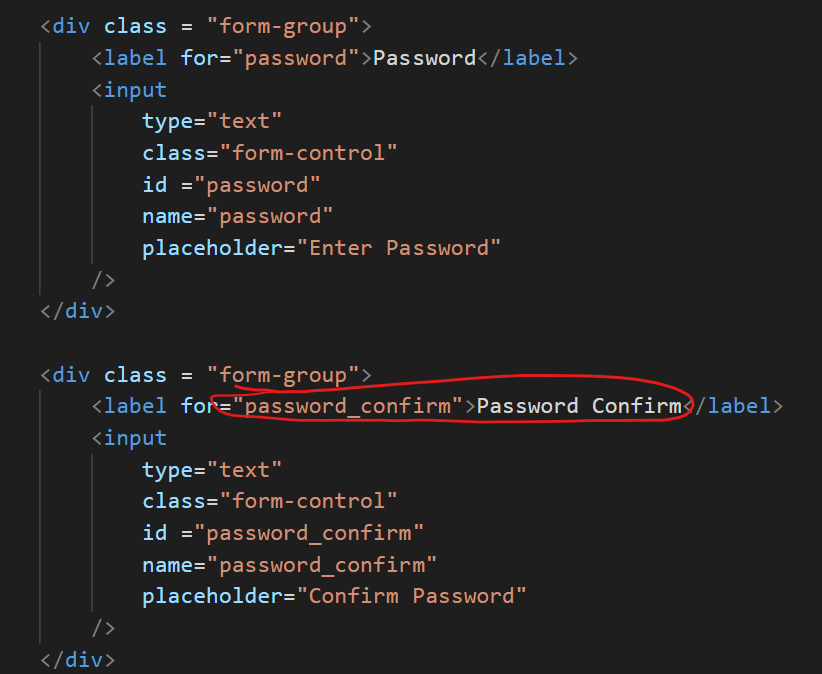 <div class = "form-group">
<label for="password">Password</label>
<input
type="text"
class="form-control"
id ="password"
name="password"
placeholder="Enter Password"
/>
</div>
<div class = "form-group">
<label for="password_confirm">Password Confirm</label>
<input
type="text"
class="form-control"
id ="password_confirm"
name="password_confirm"
placeholder="Confirm Password"
/>
</div>